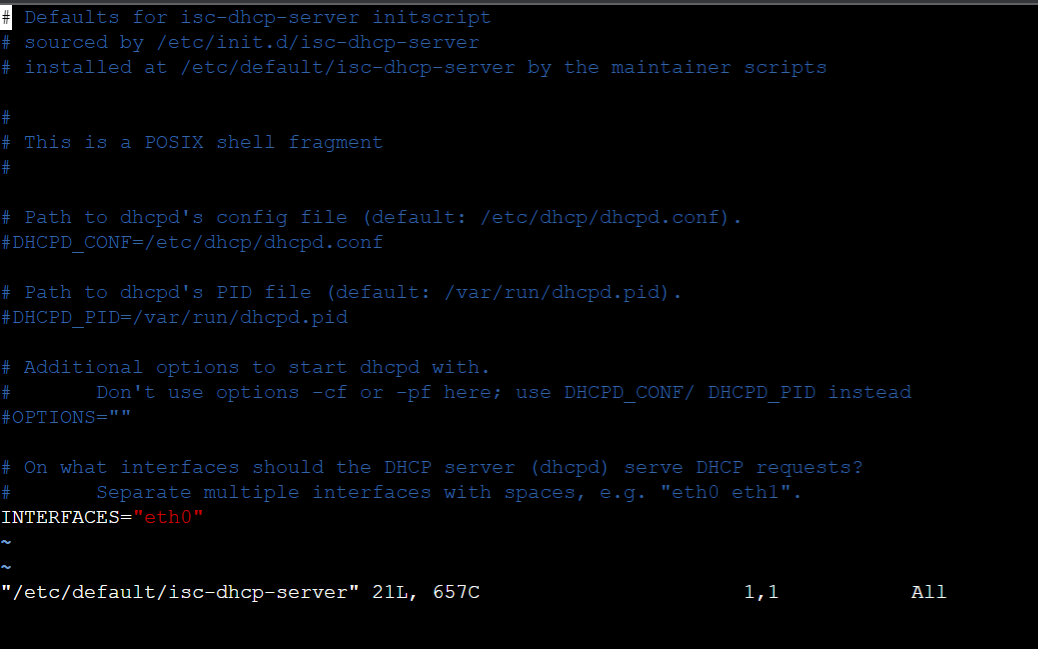 # Defaults for isc-dhcp-server initscript
# sourced by /etc/init.d/isc-dhcp-server
# installed at /etc/default/isc-dhcp-server by the maintainer scripts
#
# This is a POSIX shell fragment
#
# Path to dhcpd's config file (default: /etc/dhcp/dhcpd.conf).
#DHCPD_CONF=/etc/dhcp/dhcpd.conf
# Path to dhcpd's PID file (default: /var/run/dhcpd.pid).
#DHCPD_PID=/var/run/dhcpd.pid
# Additional options to start dhcpd with.
#       Don't use options -cf or -pf here; use DHCPD_CONF/ DHCPD_PID instead
#OPTIONS=""
# On what interfaces should the DHCP server (dhcpd) serve DHCP requests?
#       Separate multiple interfaces with spaces, e.g. "eth0 eth1".
INTERFACES="eth0"
~
~
"/etc/default/isc-dhcp-server" 21L, 657C                      1,1           All